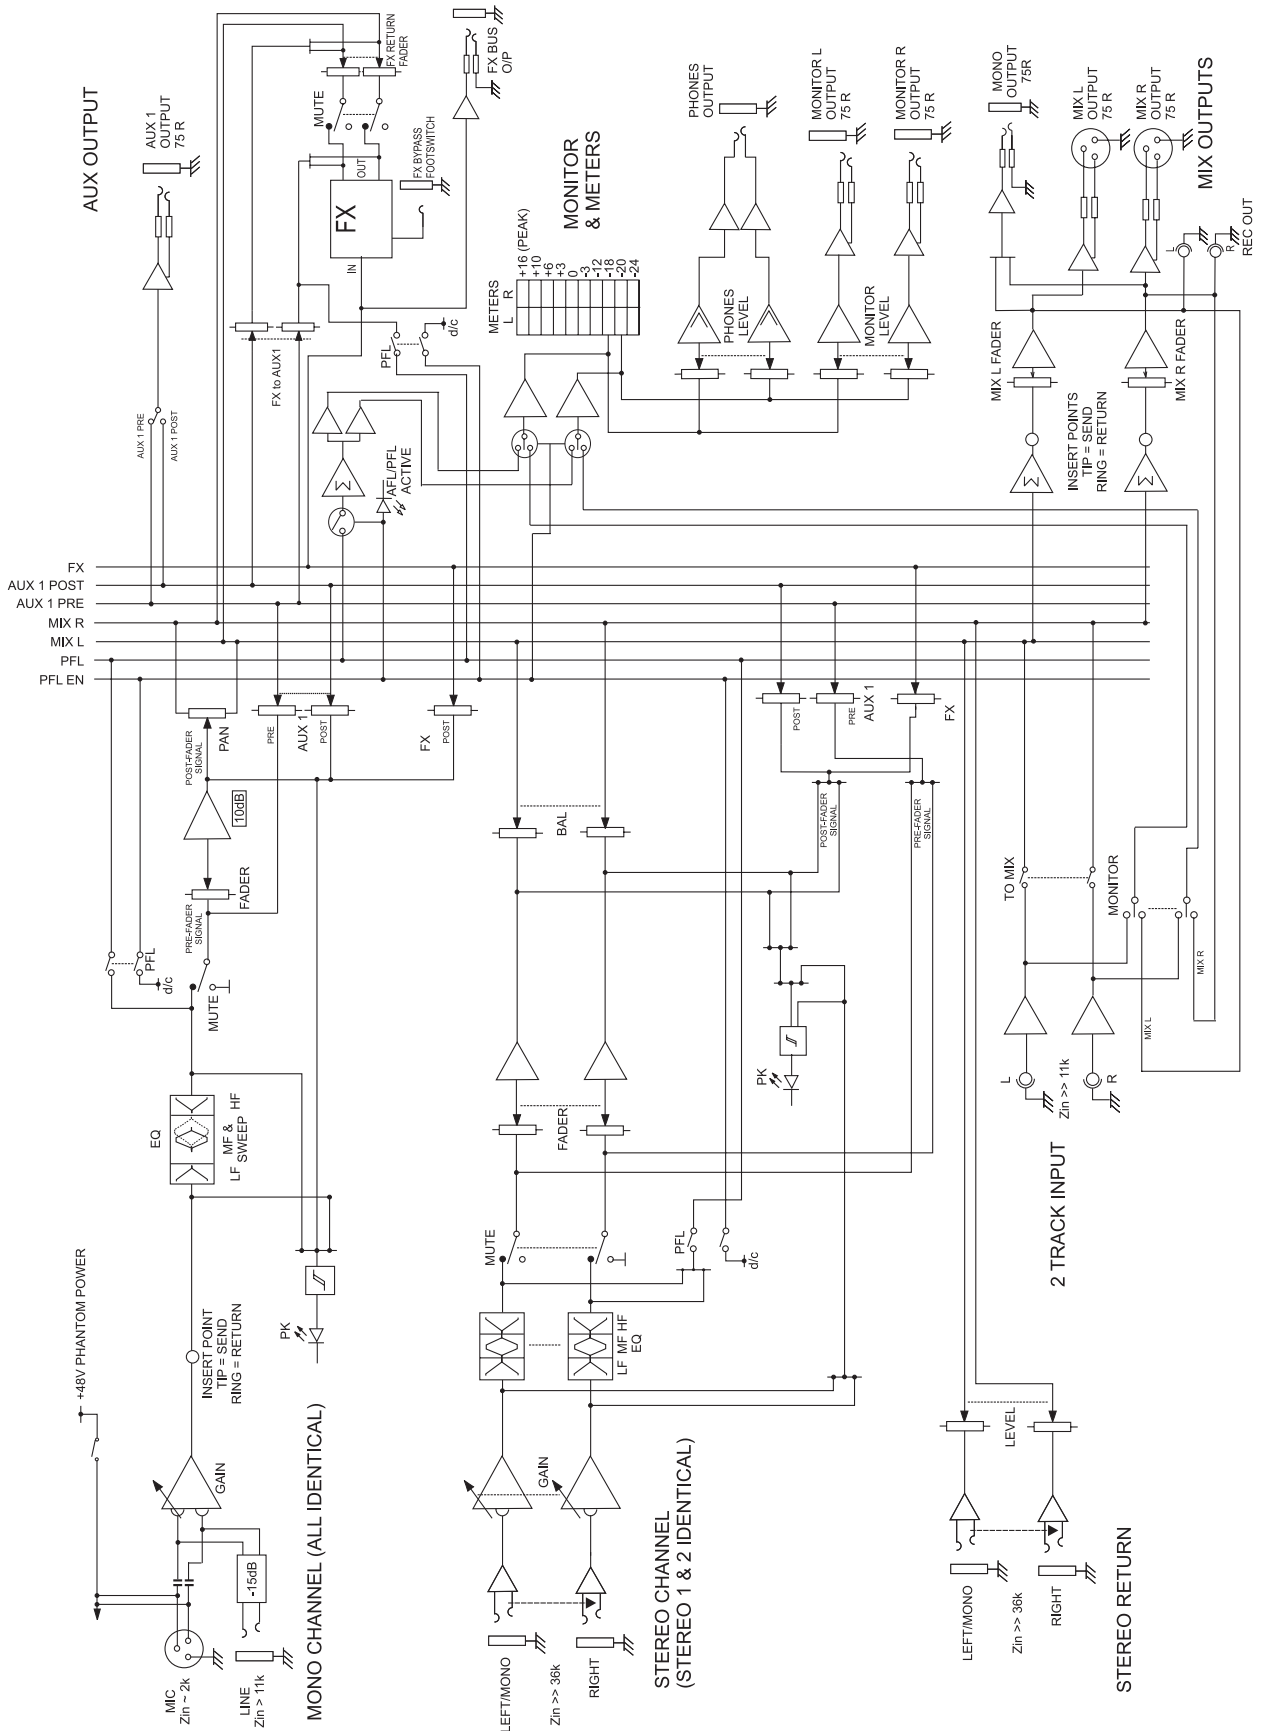 AUX OUTPUT
AUX 1
OUTPUT
75 R
AUX 1 PRE
AUX 1 POST
FX to AUX1
MUTE
FX RETURN
FADER
FX BUS
O/P
OUT
FX
IN
FX BYPASS
FOOTSWITCH
PFL
d/c
AFL/PFL
ACTIVE
MONITOR
& METERS
METERS
L R
+16 (PEAK)
+10
+6
+3
0
-3
-12
-18
-20
-24
PHONES
OUTPUT
MONITOR L
OUTPUT
75 R
MONITOR R
OUTPUT
75 R
PHONES
LEVEL
MONITOR
LEVEL
MONO
OUTPUT
75R
MIX L
OUTPUT
75 R
MIX R
OUTPUT
75 R
MIX OUTPUTS
L
R
REC OUT
MIX L FADER
MIX R FADER
INSERT POINTS
TIP = SEND
RING = RETURN
Σ
Σ
Σ
FX
AUX 1 POST
AUX 1 PRE
MIX R
MIX L
PFL
PFL EN
POST-FADER
SIGNAL
PAN
10dB
FADER
PRE-FADER
SIGNAL
PFL
d/c
MUTE
PRE
AUX 1
POST
FX
POST
EQ
LF
MF &
SWEEP
HF
+48V PHANTOM POWER
INSERT POINT
TIP = SEND
RING = RETURN
PK
GAIN
-15dB
MIC
Zin ~ 2k
LINE
Zin > 11k
MONO CHANNEL (ALL IDENTICAL)
BAL
FADER
MUTE
PFL
d/c
LF MF HF
EQ
GAIN
LEFT/MONO
Zin >> 36k
RIGHT
STEREO CHANNEL
(STEREO 1 & 2 IDENTICAL)
POST
PRE
AUX 1
FX
POST-FADER
SIGNAL
PRE-FADER
SIGNAL
PK
TO MIX
MONITOR
MIX L
MIX R
L
Zin >> 11k
R
2 TRACK INPUT
LEVEL
LEFT/MONO
Zin >> 36k
RIGHT
STEREO RETURN